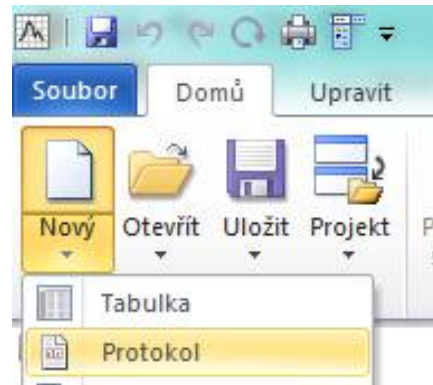 Soubor Domů Upravit
Nový Otevřít Uložit Projekt
Tabulka
Protokol